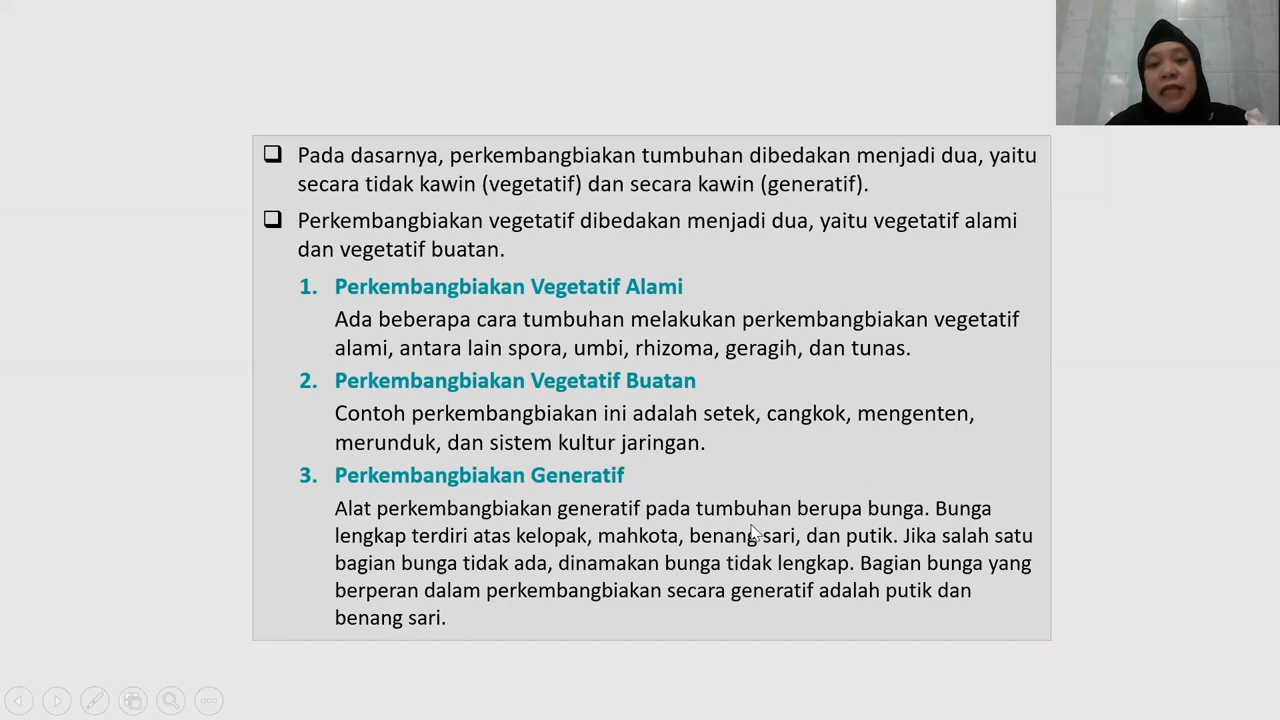 Pada dasarnya, perkembangbiakan tumbuhan dibedakan menjadi dua, yaitu
secara tidak kawin (vegetatif) dan secara kawin (generatif).
Perkembangbiakan vegetatif dibedakan menjadi dua, yaitu vegetatif alami
dan vegetatif buatan.
1. Perkembangbiakan Vegetatif Alami
Ada beberapa cara tumbuhan melakukan perkembangbiakan vegetatif
alami, antara lain spora, umbi, rhizoma, geragih, dan tunas.
2. Perkembangbiakan Vegetatif Buatan
Contoh perkembangbiakan ini adalah setek, cangkok, mengenten,
merunduk, dan sistem kultur jaringan.
3. Perkembangbiakan Generatif
Alat perkembangbiakan generatif pada tumbuhan berupa bunga. Bunga
lengkap terdiri atas kelopak, mahkota, benang sari, dan putik. Jika salah satu
bagian bunga tidak ada, dinamakan bunga tidak lengkap. Bagian bunga yang
berperan dalam perkembangbiakan secara generatif adalah putik dan
benang sari.